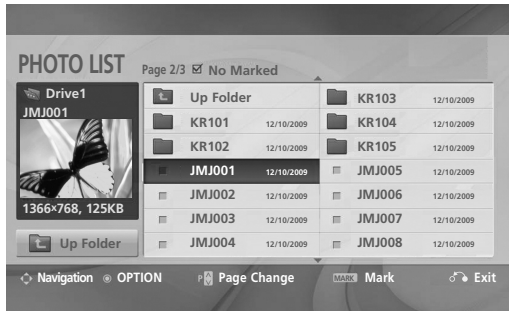 PHOTO LIST
Page 2/3 ☑ No Marked
Drive1
JMJ001
1366×768, 125KB
Up Folder
Up Folder
KR101 12/10/2009
KR102 12/10/2009
JMJ001 12/10/2009
JMJ002 12/10/2009
JMJ003 12/10/2009
JMJ004 12/10/2009
KR103 12/10/2009
KR104 12/10/2009
KR105 12/10/2009
JMJ005 12/10/2009
JMJ006 12/10/2009
JMJ007 12/10/2009
JMJ008 12/10/2009
Navigation OPTION P Page Change MARK Mark Exit